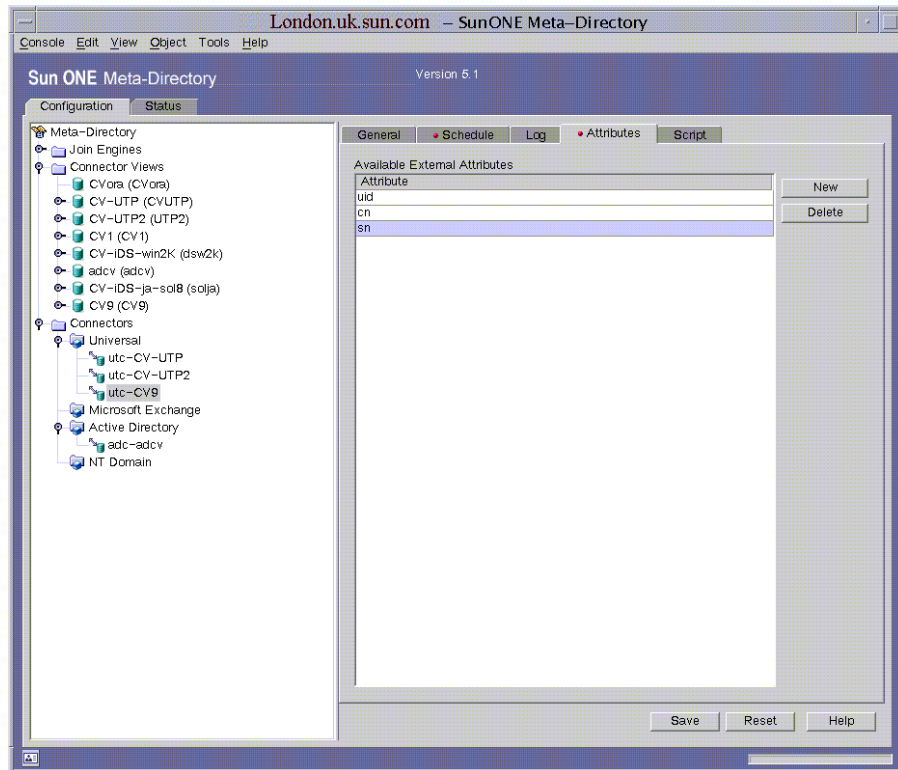 London.uk.sun.com – SunONE Meta–Directory
Console Edit View Object Tools Help
Sun ONE Meta-Directory
Version 5.1
Configuration Status
Meta–Directory
Join Engines
Connector Views
CVora (CVora)
CV–UTP (CVUTP)
CV–UTP2 (UTP2)
CV1 (CV1)
CV–iDS–win2K (dsw2k)
adcv (adcv)
CV–iDS–ja–sol8 (solja)
CV9 (CV9)
Connectors
Universal
utc–CV–UTP
utc–CV–UTP2
utc–CV9
Microsoft Exchange
Active Directory
adc–adcv
NT Domain
General Schedule Log Attributes Script
Available External Attributes
Attribute
uid
cn
sn
New
Delete
Save Reset Help